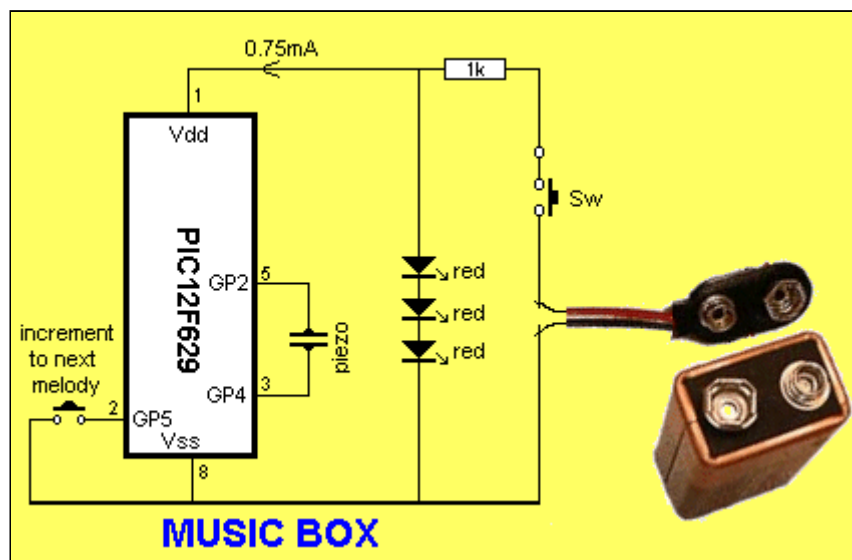 0.75mA
1k
1
Vdd
Sw
PIC12F629
GP2
5
red
red
red
piezo
increment
to next
melody
GP4
3
2
GP5
Vss
8
MUSIC BOX